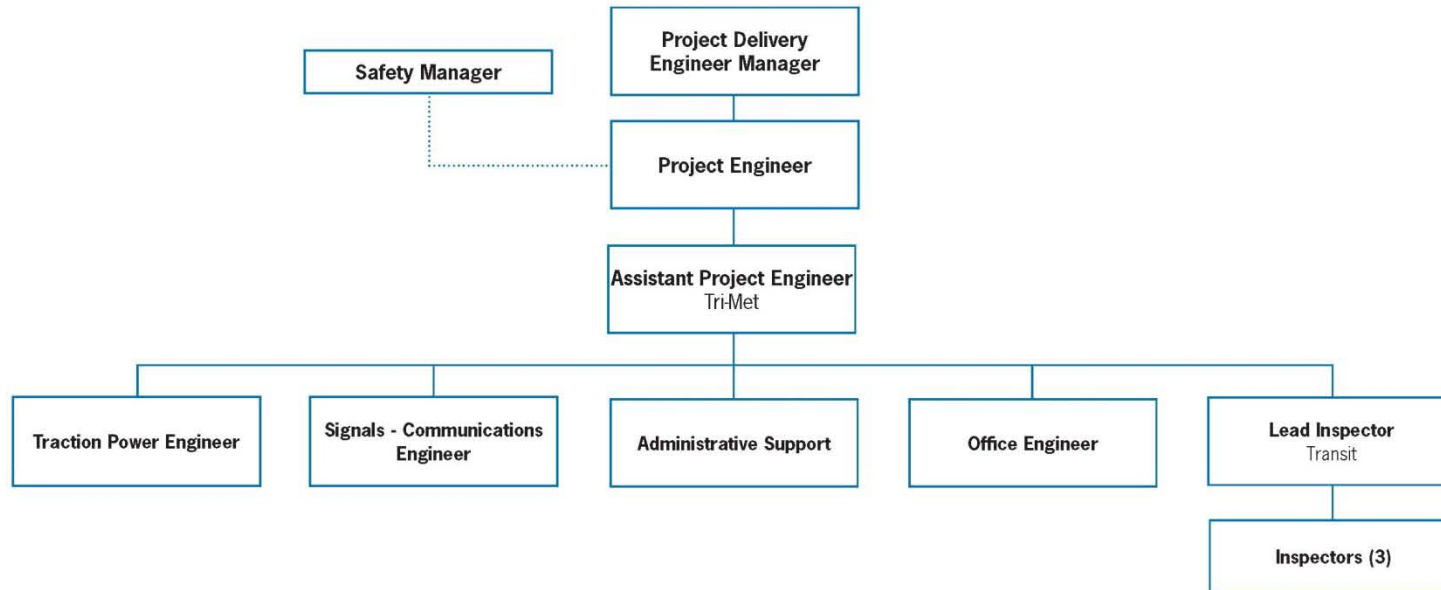 Project Delivery
Engineer Manager
Safety Manager
Project Engineer
Assistant Project Engineer
Tri-Met
Traction Power Engineer
Signals - Communications
Engineer
Administrative Support
Office Engineer
Lead Inspector
Transit
Inspectors (3)